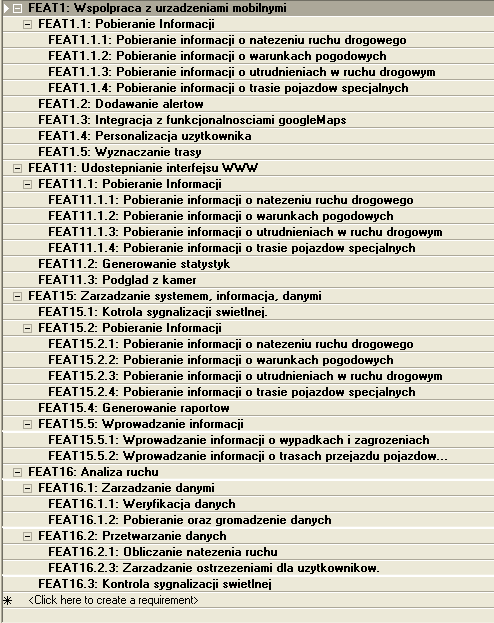 FEAT1: Wspolpraca z urzadzeniami mobilnymi
FEAT1.1: Pobieranie Informacji
FEAT1.1.1: Pobieranie informacji o natezeniu ruchu drogowego
FEAT1.1.2: Pobieranie informacji o warunkach pogodowych
FEAT1.1.3: Pobieranie informacji o utrudnieniach w ruchu drogowym
FEAT1.1.4: Pobieranie informacji o trasie pojazdow specjalnych
FEAT1.2: Dodawanie alertow
FEAT1.3: Integracja z funkcjonalnosciami googleMaps
FEAT1.4: Personalizacja uzytkownika
FEAT1.5: Wyznaczanie trasy
FEAT11: Udostepnianie interfejsu WWW
FEAT11.1: Pobieranie Informacji
FEAT11.1.1: Pobieranie informacji o natezeniu ruchu drogowego
FEAT11.1.2: Pobieranie informacji o warunkach pogodowych
FEAT11.1.3: Pobieranie informacji o utrudnieniach w ruchu drogowym
FEAT11.1.4: Pobieranie informacji o trasie pojazdow specjalnych
FEAT11.2: Generowanie statystyk
FEAT11.3: Podglad z kamer
FEAT15: Zarzadzanie systemem, informacja, danymi
FEAT15.1: Kotrola sygnalizacji swietlnej.
FEAT15.2: Pobieranie Informacji
FEAT15.2.1: Pobieranie informacji o natezeniu ruchu drogowego
FEAT15.2.2: Pobieranie informacji o warunkach pogodowych
FEAT15.2.3: Pobieranie informacji o utrudnieniach w ruchu drogowym
FEAT15.2.4: Pobieranie informacji o trasie pojazdow specjalnych
FEAT15.4: Generowanie raportow
FEAT15.5: Wprowadzanie informacji
FEAT15.5.1: Wprowadzanie informacji o wypadkach i zagrozeniach
FEAT15.5.2: Wprowadzanie informacji o trasach przejazdu pojazdow...
FEAT16: Analiza ruchu
FEAT16.1: Zarzadzanie danymi
FEAT16.1.1: Weryfikacja danych
FEAT16.1.2: Pobieranie oraz gromadzenie danych
FEAT16.2: Przetwarzanie danych
FEAT16.2.1: Obliczanie natezenia ruchu
FEAT16.2.3: Zarzadzanie ostrzezeniami dla uzytkownikow.
FEAT16.3: Kontrola sygnalizacji swietlnej
<Click here to create a requirement>